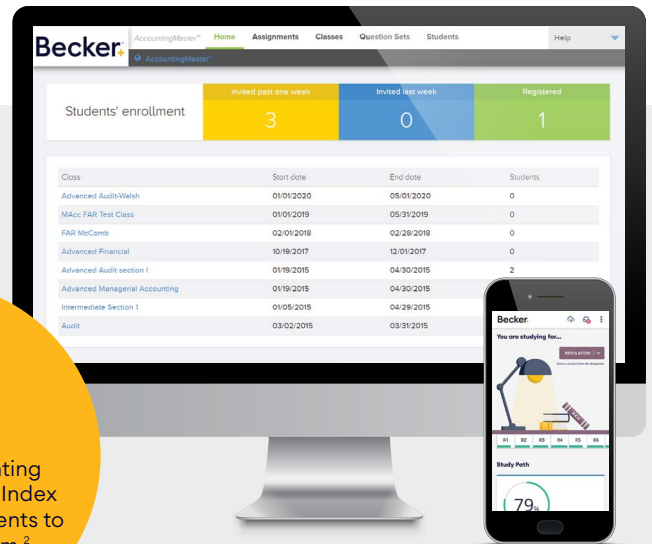 Becker
AccountingMaster™ Home Assignments Classes Question Sets Students Help
AccountingMaster™
Students' enrollment
Invited past one week Invited last week Registered
3 0 1
Class Start date End date Students
Advanced Audit-Walsh 01/01/2020 05/01/2020 0
MAcc FAR Test Class 01/01/2019 05/31/2019 0
FAR McComb 02/01/2018 02/28/2018 0
Advanced Financial 10/19/2017 12/01/2017 0
Advanced Audit section I 01/19/2015 04/30/2015 2
Advanced Managerial Accounting 01/19/2015 04/30/2015
Intermediate Section 1 01/05/2015 04/29/2015
Audit 03/02/2015 03/31/2015
Becker
You are studying for...
REGULATION
R1 R2 R3 R4 R5 R6
Study Path
79%
Index
ents to
2